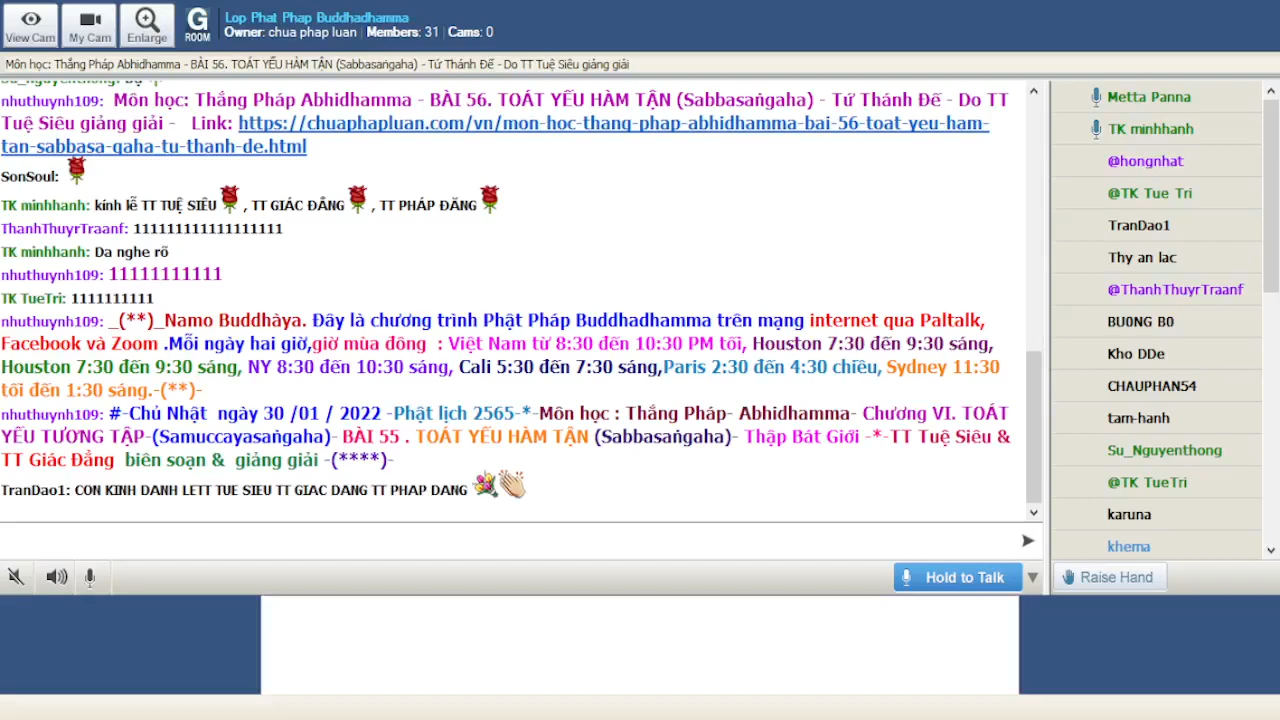 View Cam
My Cam
Enlarge
G
ROOM
Lop Phat Phap Buddhadhamma
Owner: chua phap luan | Members: 31 | Cams: 0
Môn học: Thắng Pháp Abhidhamma - BÀI 56. TOÁT YẾU HÀM TẬN (Sabbasaṅgaha) - Tứ Thánh Đế - Do TT Tuệ Siêu giảng giải
Su_Nguyenthong:
nhuthuynh109: Môn học: Thắng Pháp Abhidhamma - BÀI 56. TOÁT YẾU HÀM TẬN (Sabbasaṅgaha) - Tứ Thánh Đế - Do TT
Tuệ Siêu giảng giải - Link: https://chuaphapluan.com/vn/mon-hoc-thang-phap-abhidhamma-bai-56-toat-yeu-ham-
tan-sabbasa-gaha-tu-thanh-de.html
SonSoul:
TK minhhanh: kính lễ TT TUỆ SIÊU , TT GIÁC ĐẲNG , TT PHÁP ĐĂNG
ThanhThuyrTraanf: 111111111111111111
TK minhhanh: Da nghe rõ
nhuthuynh109: 11111111111
TK TueTri: 1111111111
nhuthuynh109: _(**)_Namo Buddhàya. Đây là chương trình Phật Pháp Buddhadhamma trên mạng internet qua Paltalk,
Facebook và Zoom .Mỗi ngày hai giờ,giờ mùa đông : Việt Nam từ 8:30 đến 10:30 PM tối, Houston 7:30 đến 9:30 sáng,
Houston 7:30 đến 9:30 sáng, NY 8:30 đến 10:30 sáng, Cali 5:30 đến 7:30 sáng,Paris 2:30 đến 4:30 chiều, Sydney 11:30
tối đến 1:30 sáng.-(**)-
nhuthuynh109: #-Chủ Nhật ngày 30 /01 / 2022 -Phật lịch 2565-*-Môn học : Thắng Pháp- Abhidhamma- Chương VI. TOÁT
YẾU TƯƠNG TẬP-(Samuccayasaṅgaha)- BÀI 55 . TOÁT YẾU HÀM TẬN (Sabbasaṅgaha)- Thập Bát Giới -*-TT Tuệ Siêu &
TT Giác Đẳng biên soạn & giảng giải -(****)-
TranDao1: CON KINH DANH LETT TUE SIEU TT GIAC DANG TT PHAP DANG
Hold to Talk
Metta Panna
TK minhhanh
@hongnhat
@TK Tue Tri
TranDao1
Thy an lac
@ThanhThuyrTraanf
BU0NG B0
Kho DDe
CHAUPHAN54
tam-hanh
Su_Nguyenthong
@TK TueTri
karuna
khema
Raise Hand